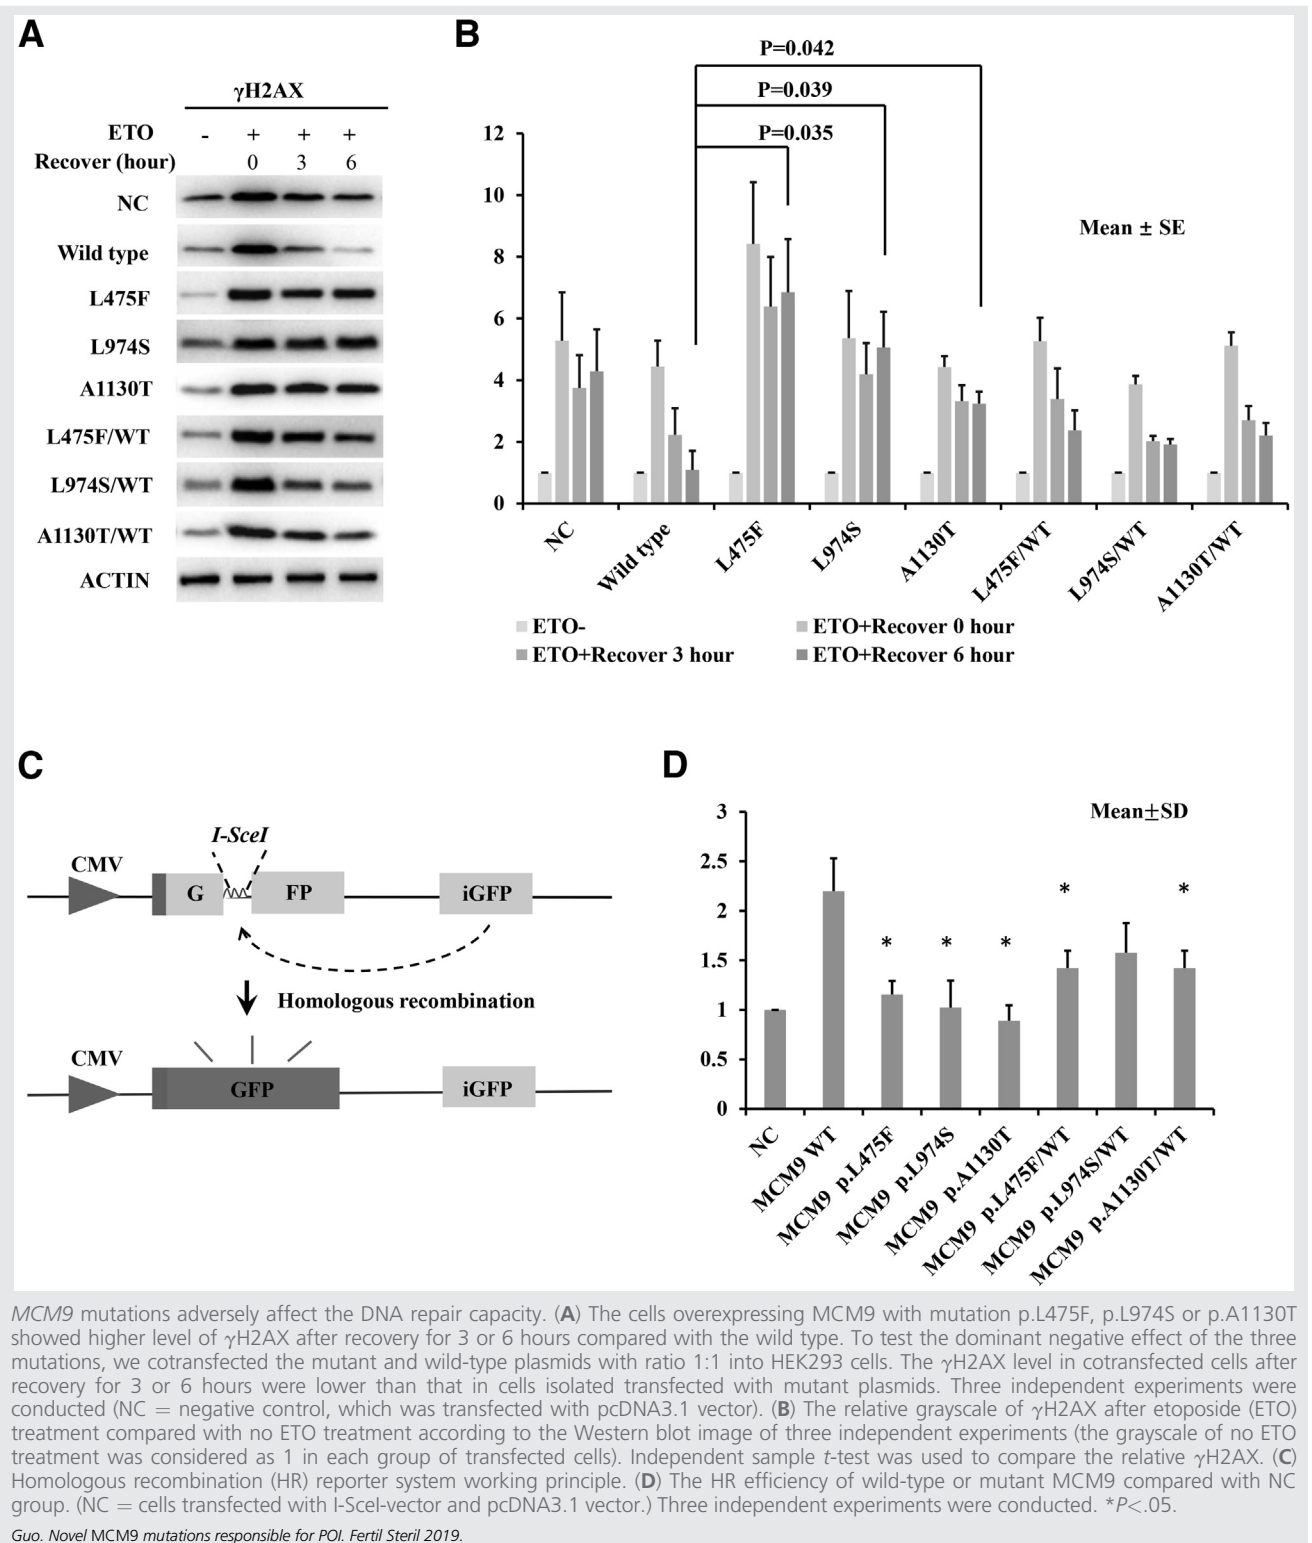 A
γH2AX
ETO - + + +
Recover (hour) 0 3 6
NC
Wild type
L475F
L974S
A1130T
L475F/WT
L974S/WT
A1130T/WT
ACTIN
B
P=0.042
P=0.039
P=0.035
Mean ± SE
12
10
8
6
4
2
0
NC
Wild type
L475F
L974S
A1130T
L475F/WT
L974S/WT
A1130T/WT
ETO-
ETO+Recover 0 hour
ETO+Recover 3 hour
ETO+Recover 6 hour
C
I-SceI
CMV
G
FP
iGFP
Homologous recombination
CMV
GFP
iGFP
D
Mean±SD
3
2.5
2
1.5
1
0.5
0
* * * * *
NC
MCM9 WT
MCM9 p.L475F
MCM9 p.L974S
MCM9 p.A1130T
MCM9 p.L475F/WT
MCM9 p.L974S/WT
MCM9 p.A1130T/WT
MCM9 mutations adversely affect the DNA repair capacity. (A) The cells overexpressing MCM9 with mutation p.L475F, p.L974S or p.A1130T
showed higher level of γH2AX after recovery for 3 or 6 hours compared with the wild type. To test the dominant negative effect of the three
mutations, we cotransfected the mutant and wild-type plasmids with ratio 1:1 into HEK293 cells. The γH2AX level in cotransfected cells after
recovery for 3 or 6 hours were lower than that in cells isolated transfected with mutant plasmids. Three independent experiments were
conducted (NC = negative control, which was transfected with pcDNA3.1 vector). (B) The relative grayscale of γH2AX after etoposide (ETO)
treatment compared with no ETO treatment according to the Western blot image of three independent experiments (the grayscale of no ETO
treatment was considered as 1 in each group of transfected cells). Independent sample t-test was used to compare the relative γH2AX. (C)
Homologous recombination (HR) reporter system working principle. (D) The HR efficiency of wild-type or mutant MCM9 compared with NC
group. (NC = cells transfected with I-SceI-vector and pcDNA3.1 vector.) Three independent experiments were conducted. *P<.05.
Guo. Novel MCM9 mutations responsible for POI. Fertil Steril 2019.